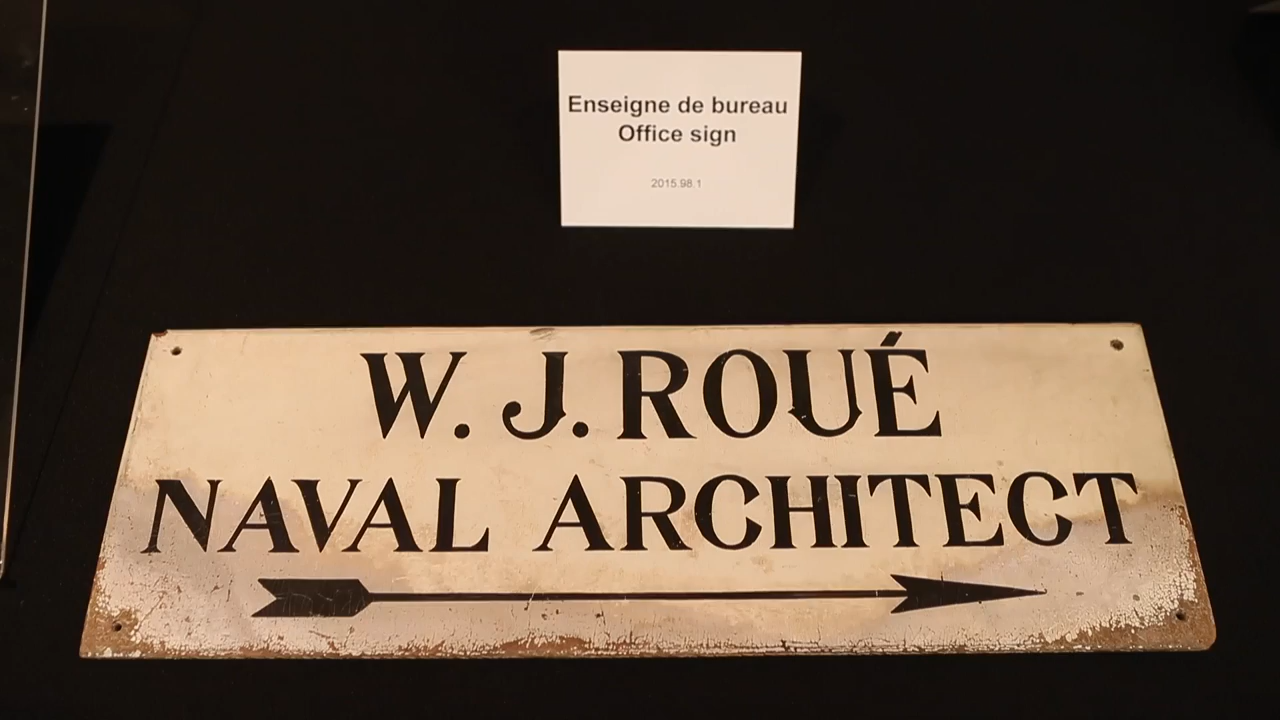 Enseigne de bureau
Office sign
2015.98.1
W. J. ROUÉ
NAVAL ARCHITECT